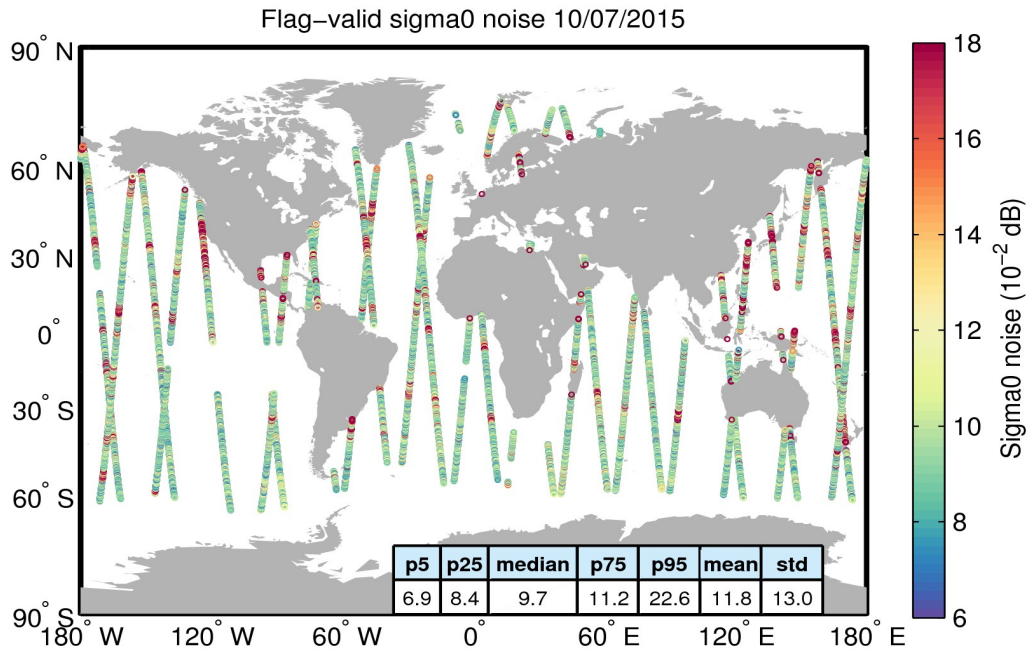 Flag−valid sigma0 noise 10/07/2015
90° N
60° N
30° N
0°
30° S
60° S
90° S
180° W
120° W
60° W
0°
60° E
120° E
180° E
p5 p25 median p75 p95 mean std
6.9 8.4 9.7 11.2 22.6 11.8 13.0
18
16
14
12
10
8
6
Sigma0 noise (10⁻² dB)